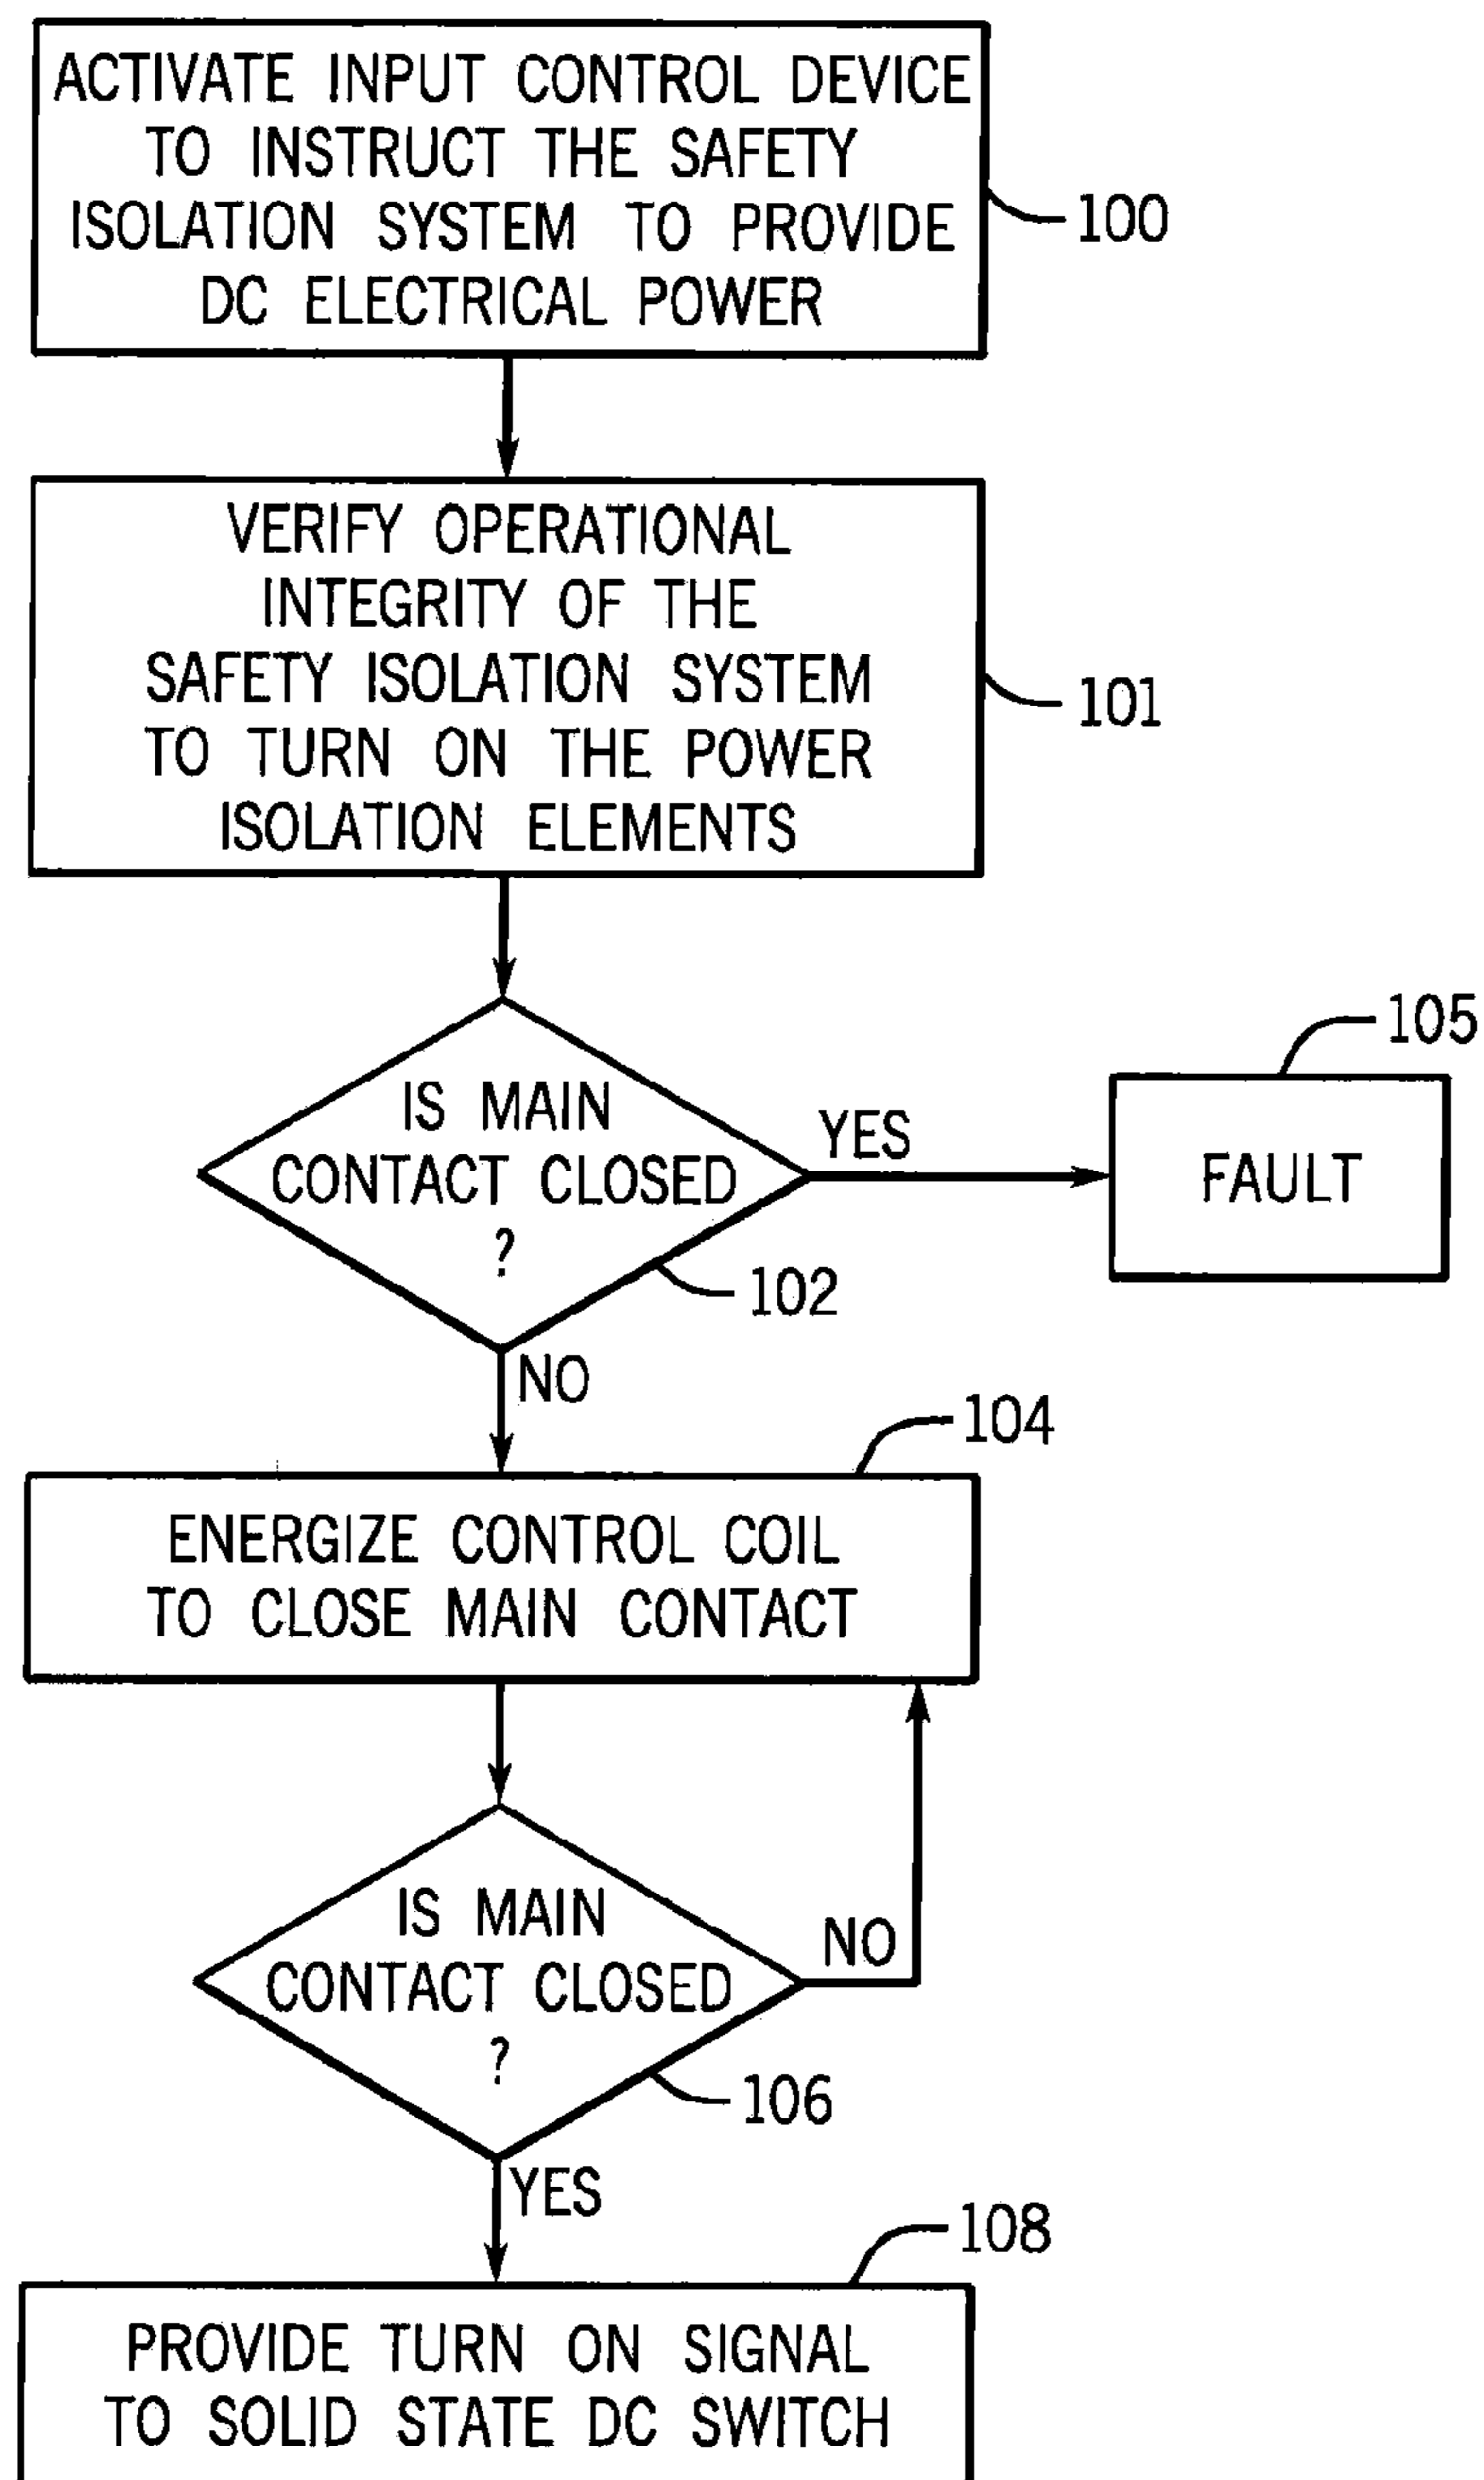 ACTIVATE INPUT CONTROL DEVICE
TO INSTRUCT THE SAFETY
ISOLATION SYSTEM TO PROVIDE
DC ELECTRICAL POWER
100
VERIFY OPERATIONAL
INTEGRITY OF THE
SAFETY ISOLATION SYSTEM
TO TURN ON THE POWER
ISOLATION ELEMENTS
101
IS MAIN
CONTACT CLOSED
?
102
YES
105
FAULT
NO
104
ENERGIZE CONTROL COIL
TO CLOSE MAIN CONTACT
IS MAIN
CONTACT CLOSED
?
NO
106
YES
108
PROVIDE TURN ON SIGNAL
TO SOLID STATE DC SWITCH